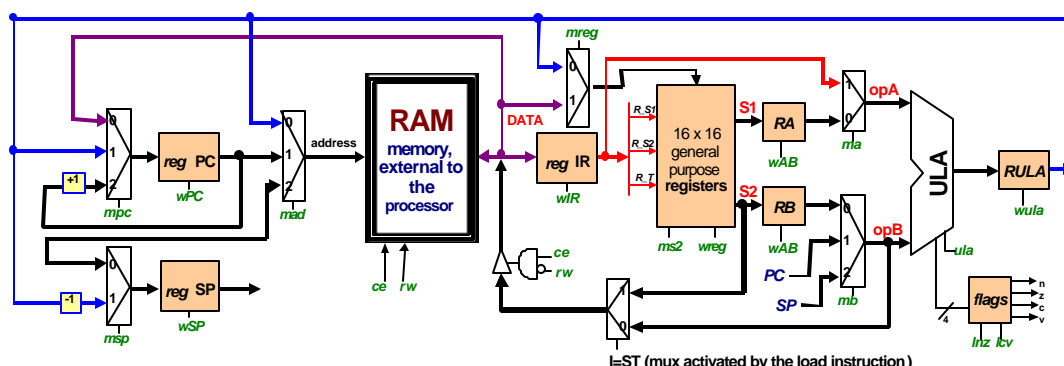 mreg
0
1
0
1
2
mpc
+1
reg PC
wPC
0
1
2
mad
address
RAM
memory,
external to
the
processor
ce
rw
DATA
reg IR
wIR
R_S1
R_S2
R_T
16 x 16
general
purpose
registers
ms2
wreg
S1
S2
RA
wAB
RB
wAB
1
0
ma
opA
0
1
2
mb
opB
PC
SP
ULA
ula
RULA
wula
4
flags
n
z
c
v
lnz
lcv
0
1
msp
-1
reg SP
wSP
ce
rw
1
0
I=ST (mux activated by the load instruction)